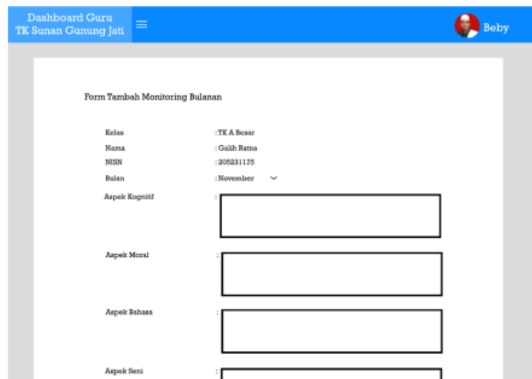 Dashboard Guru
TK Sunan Gunung Jati
Beby
Form Tambah Monitoring Bulanan
Kelas :TK A Besar
Nama : Galih Ratna
NISN : 205231175
Bulan : November
Aspek Kognitif :
Aspek Moral :
Aspek Bahasa :
Aspek Seni :